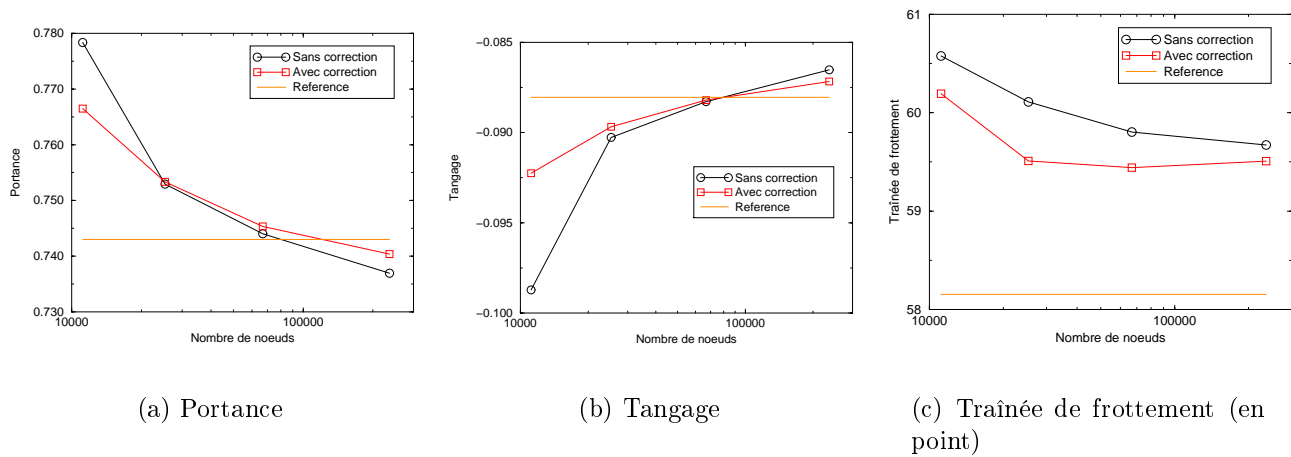 0.780
0.770
0.760
0.750
0.740
0.730
Portance
Sans correction
Avec correction
Reference
10000
100000
Nombre de noeuds
(a) Portance
−0.085
−0.090
−0.095
−0.100
Tangage
Sans correction
Avec correction
Reference
10000
100000
Nombre de noeuds
(b) Tangage
61
60
59
58
Traînée de frottement
Sans correction
Avec correction
Reference
10000
100000
Nombre de noeuds
(c) Traînée de frottement (en
point)